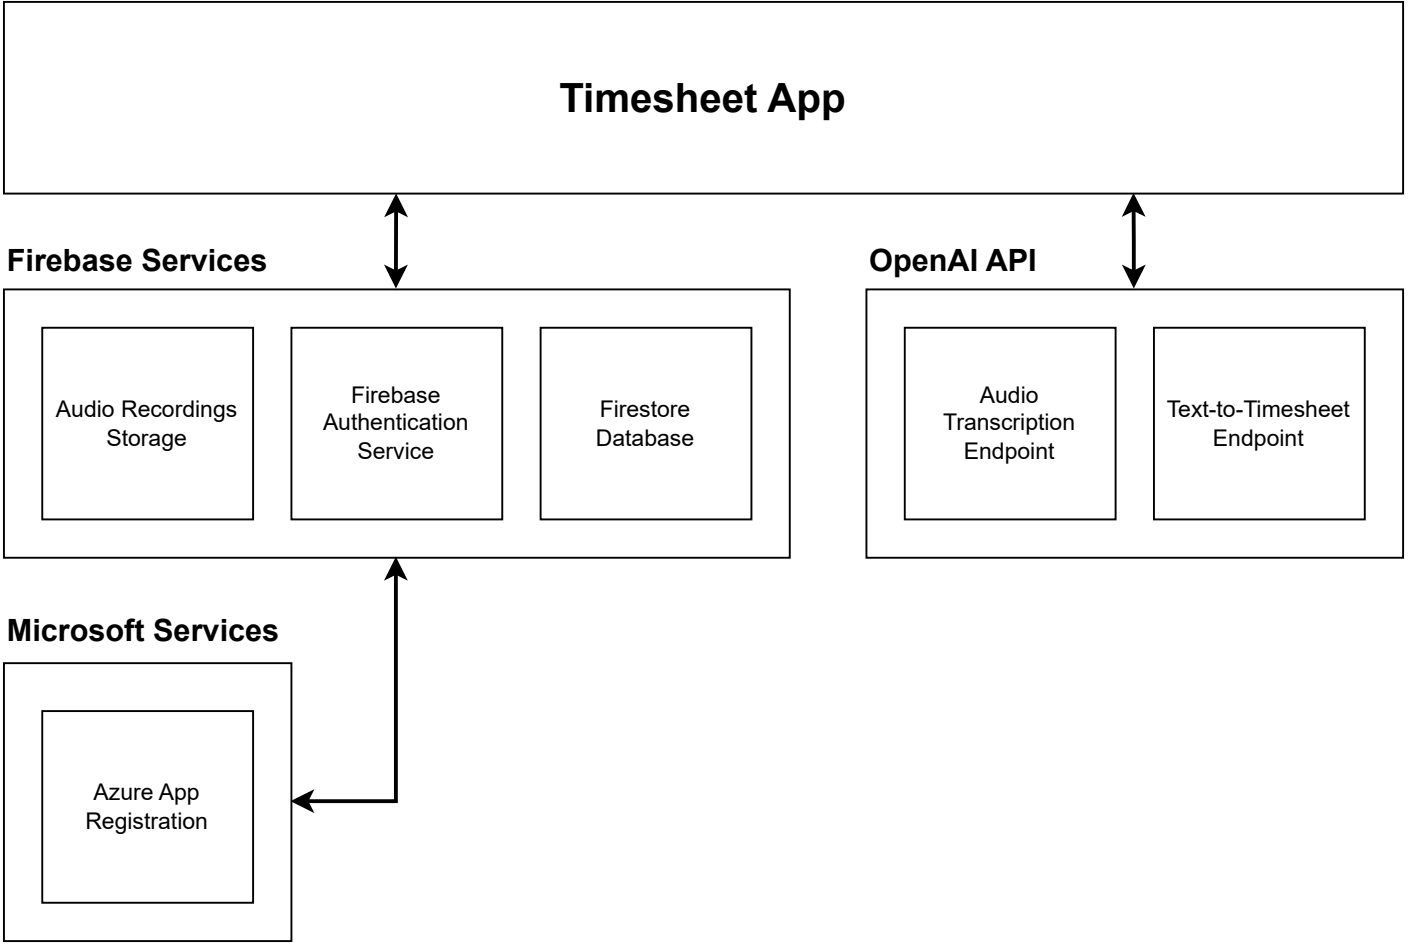 Timesheet App
Firebase Services
OpenAI API
Audio Recordings
Storage
Firebase
Authentication
Service
Firestore
Database
Audio
Transcription
Endpoint
Text-to-Timesheet
Endpoint
Microsoft Services
Azure App
Registration